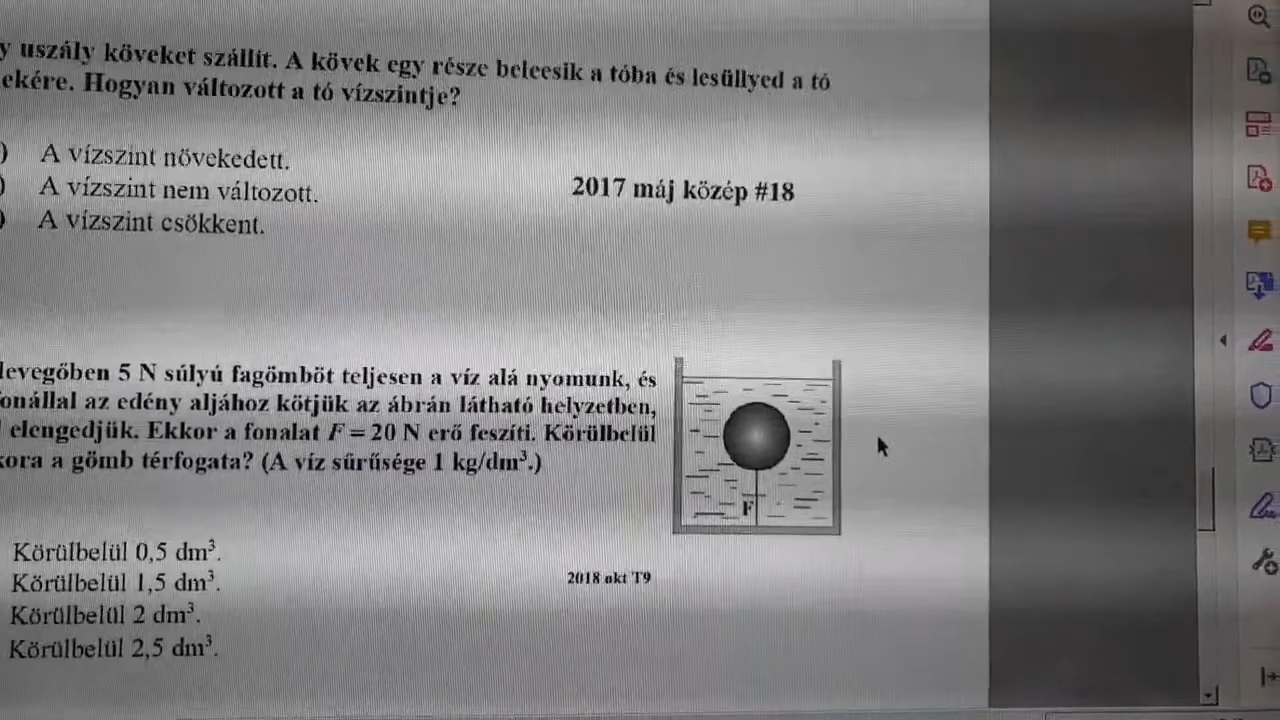 y uszály köveket szállít. A kövek egy része beleesik a tóba és lesüllyed a tó
ekére. Hogyan változott a tó vízszintje?
) A vízszint növekedett.
) A vízszint nem változott.
) A vízszint csökkent.
2017 máj közép #18
levegőben 5 N súlyú fagömböt teljesen a víz alá nyomunk, és
onállal az edény aljához kötjük az ábrán látható helyzetben,
elengedjük. Ekkor a fonalat F = 20 N erő feszíti. Körülbelül
kora a gömb térfogata? (A víz sűrűsége 1 kg/dm³.)
F
Körülbelül 0,5 dm³.
Körülbelül 1,5 dm³.
Körülbelül 2 dm³.
Körülbelül 2,5 dm³.
2018 okt T9